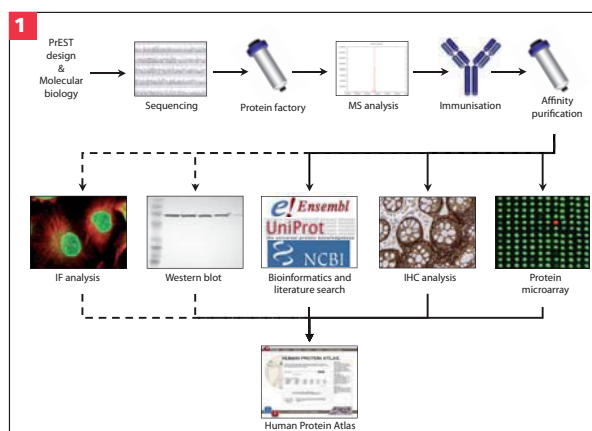 1
PrEST
design
&
Molecular
biology
Sequencing
Protein factory
MS analysis
Immunisation
Affinity
purification
e! Ensembl
UniProt
NCBI
IF analysis
Western blot
Bioinformatics and
literature search
IHC analysis
Protein
microarray
HUMAN PROTEIN ATLAS
Human Protein Atlas